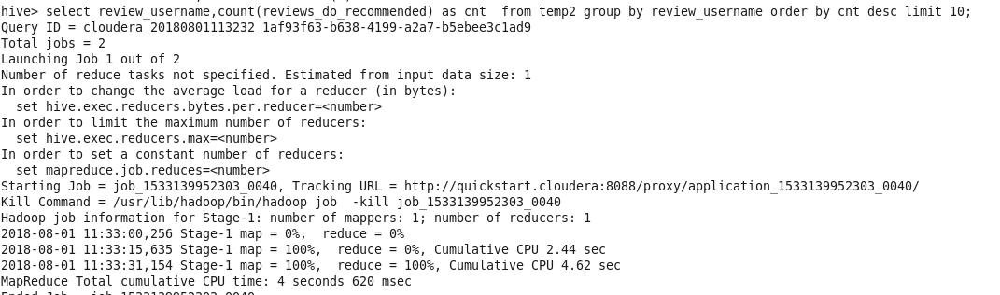 hive> select review_username,count(reviews_do_recommended) as cnt  from temp2 group by review_username order by cnt desc limit 10;
Query ID = cloudera_20180801113232_1af93f63-b638-4199-a2a7-b5ebee3c1ad9
Total jobs = 2
Launching Job 1 out of 2
Number of reduce tasks not specified. Estimated from input data size: 1
In order to change the average load for a reducer (in bytes):
  set hive.exec.reducers.bytes.per.reducer=<number>
In order to limit the maximum number of reducers:
  set hive.exec.reducers.max=<number>
In order to set a constant number of reducers:
  set mapreduce.job.reduces=<number>
Starting Job = job_1533139952303_0040, Tracking URL = http://quickstart.cloudera:8088/proxy/application_1533139952303_0040/
Kill Command = /usr/lib/hadoop/bin/hadoop job  -kill job_1533139952303_0040
Hadoop job information for Stage-1: number of mappers: 1; number of reducers: 1
2018-08-01 11:33:00,256 Stage-1 map = 0%,  reduce = 0%
2018-08-01 11:33:15,635 Stage-1 map = 100%,  reduce = 0%, Cumulative CPU 2.44 sec
2018-08-01 11:33:31,154 Stage-1 map = 100%,  reduce = 100%, Cumulative CPU 4.62 sec
MapReduce Total cumulative CPU time: 4 seconds 620 msec
Ended Job = job_1533139952303_0040